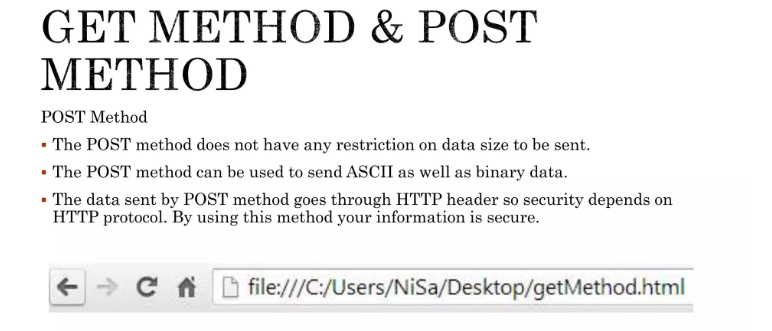 GET METHOD & POST
METHOD
POST Method
▪ The POST method does not have any restriction on data size to be sent.
▪ The POST method can be used to send ASCII as well as binary data.
▪ The data sent by POST method goes through HTTP header so security depends on
HTTP protocol. By using this method your information is secure.
file:///C:/Users/NiSa/Desktop/getMethod.html